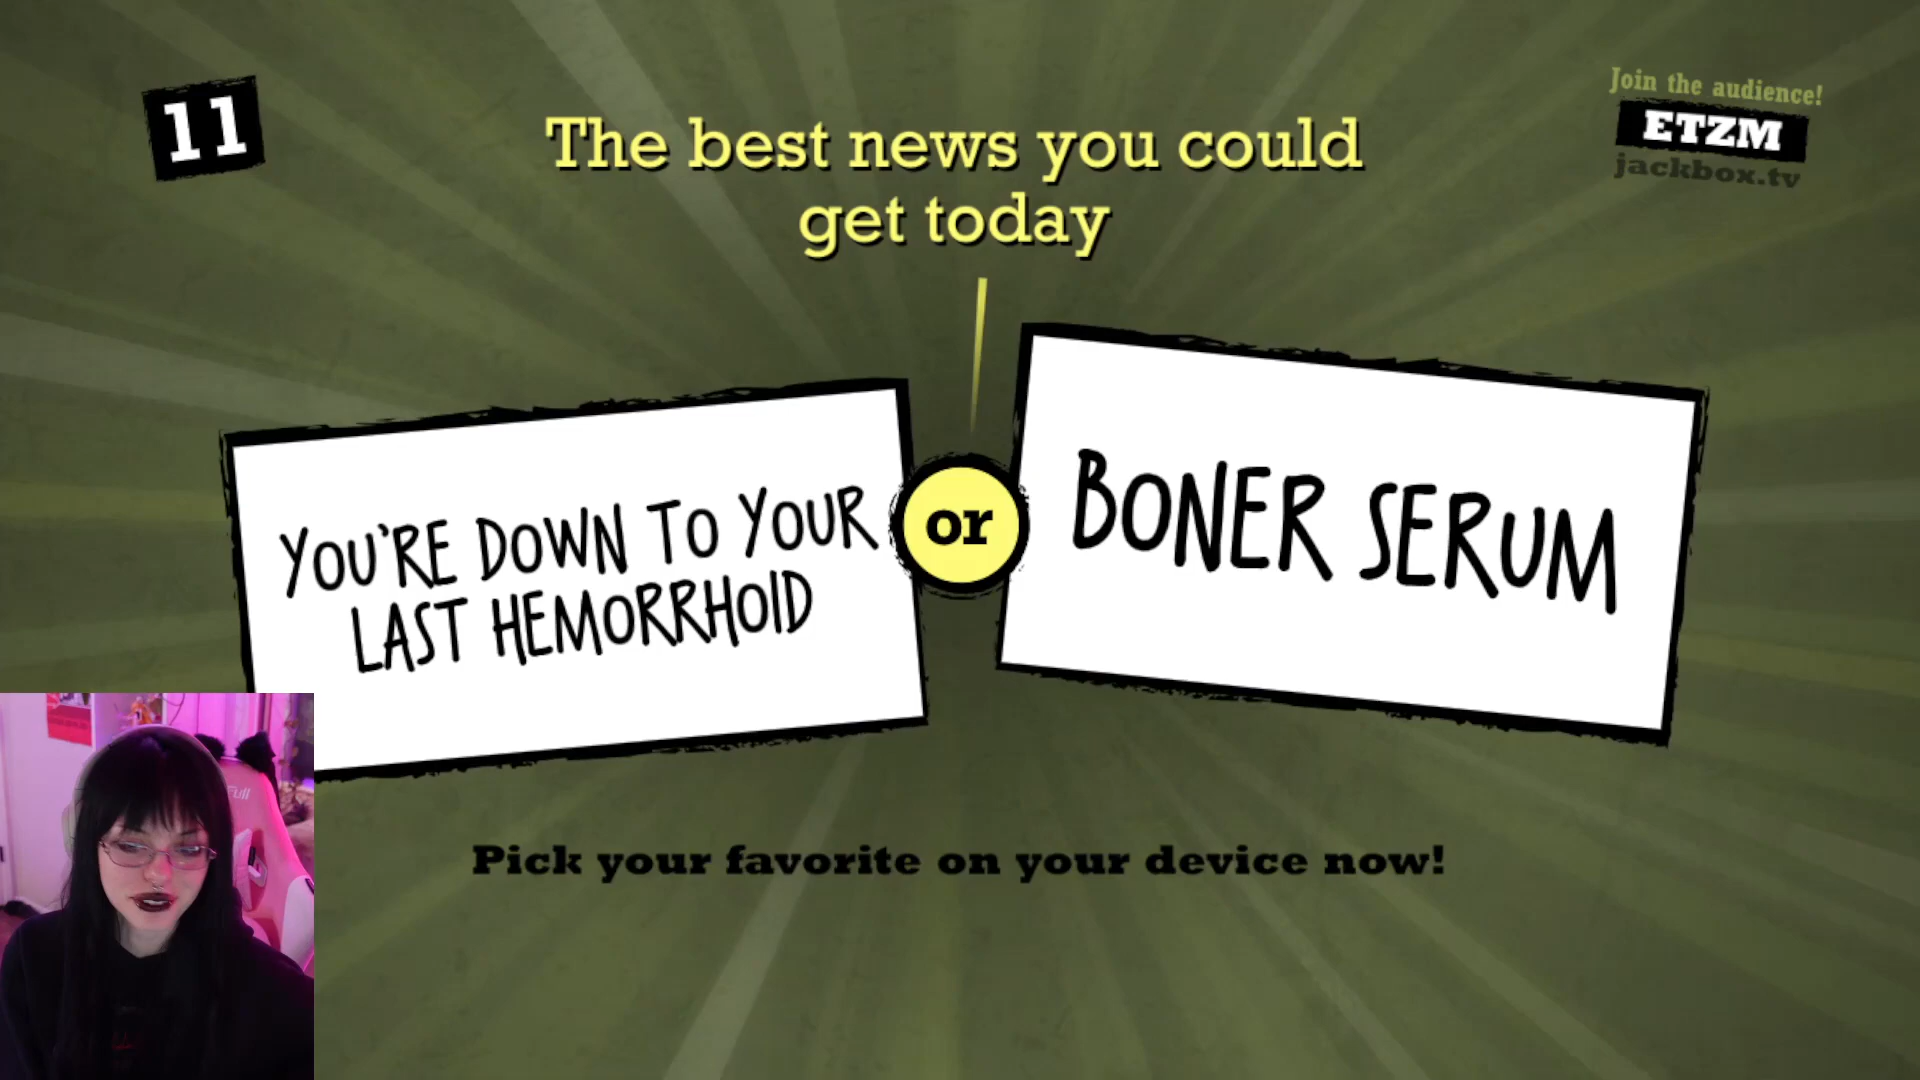 11
Join the audience!
ETZM
jackbox.tv
The best news you could
get today
YOU'RE DOWN TO YOUR
LAST HEMORRHOID
or
BONER SERUM
Pick your favorite on your device now!